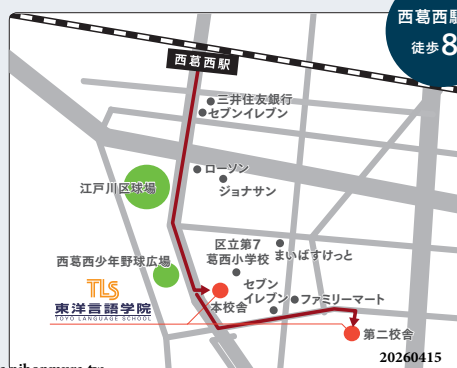 西葛西駅
徒歩8
西葛西駅
三井住友銀行
セブンイレブン
ローソン
ジョナサン
江戸川区球場
区立第7
葛西小学校
まいばすけっと
西葛西少年野球広場
セブン
イレブン
ファミリーマート
TLS
東洋言語学院
TOYO LANGUAGE SCHOOL
本校舎
第二校舎
20260415